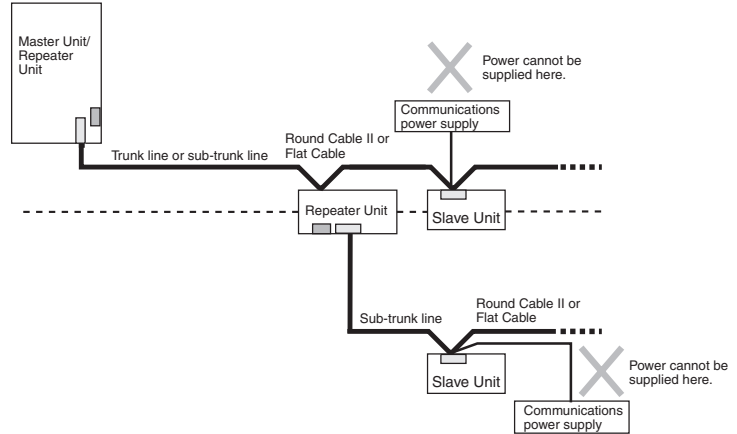 Master Unit/
Repeater
Unit
Power cannot be
supplied here.
Communications
power supply
Round Cable II or
Flat Cable
Trunk line or sub-trunk line
Repeater Unit
Slave Unit
Sub-trunk line
Round Cable II or
Flat Cable
Slave Unit
Power cannot be
supplied here.
Communications
power supply